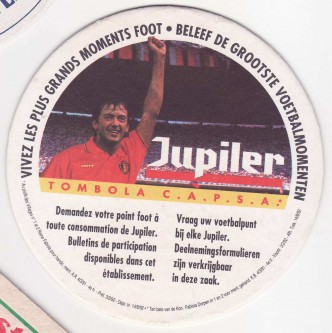 VIVEZ LES PLUS GRANDS MOMENTS FOOT • BELEEF DE GROOTSTE VOETBALMOMENTEN
Jupiler
TOMBOLA C.A.P.S.A.
Demandez votre point foot à
toute consommation de Jupiler.
Bulletins de participation
disponibles dans cet
établissement.
Vraag uw voetbalpunt
bij elke Jupiler.
Deelnemingsformulieren
zijn verkrijgbaar
in deze zaak.